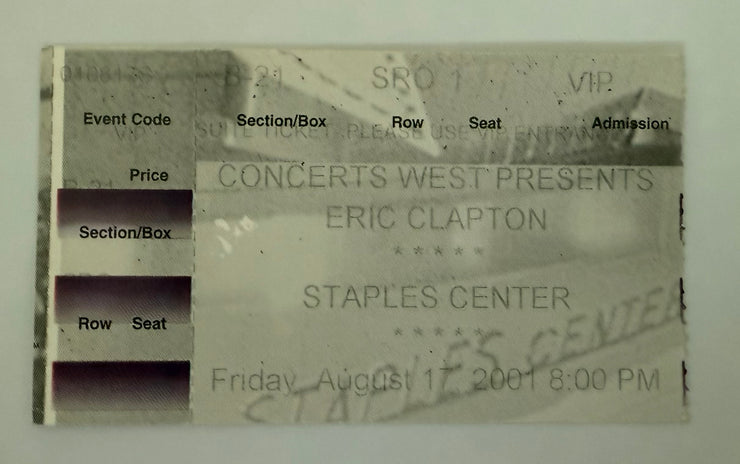 B-21 SRO 1 VIP
Event Code Section/Box Row Seat Admission
VIP SUITE TICKET. PLEASE USE VIP ENTRANCE
Price
CONCERTS WEST PRESENTS
B-21
ERIC CLAPTON
Section/Box
*****
STAPLES CENTER
Row Seat
*****
STAPLES CENTER
Friday, August 17, 2001 8:00 PM